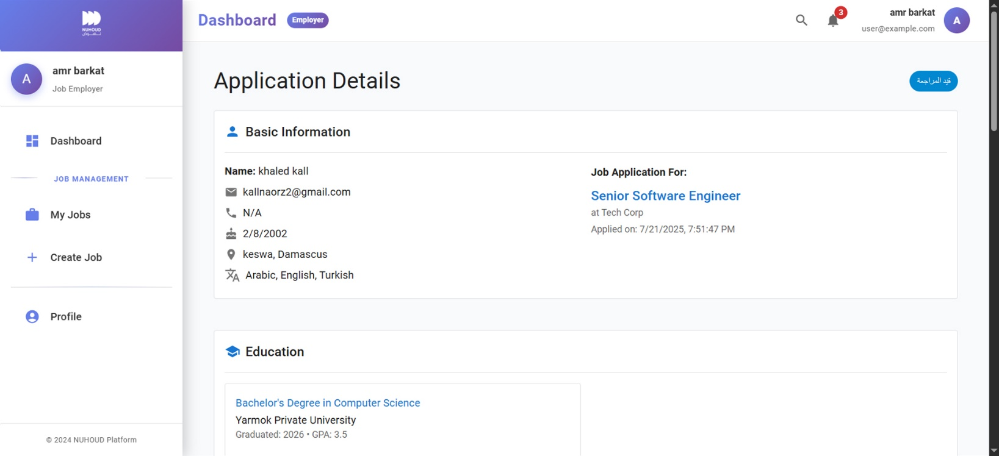 NUHOUD
Dashboard
Employer
3
amr barkat
user@example.com
A
A
amr barkat
Job Employer
Dashboard
JOB MANAGEMENT
My Jobs
Create Job
Profile
© 2024 NUHOUD Platform
Application Details
قيد المراجعة
Basic Information
Name: khaled kall
kallnaorz2@gmail.com
N/A
2/8/2002
keswa, Damascus
Arabic, English, Turkish
Job Application For:
Senior Software Engineer
at Tech Corp
Applied on: 7/21/2025, 7:51:47 PM
Education
Bachelor's Degree in Computer Science
Yarmok Private University
Graduated: 2026 • GPA: 3.5